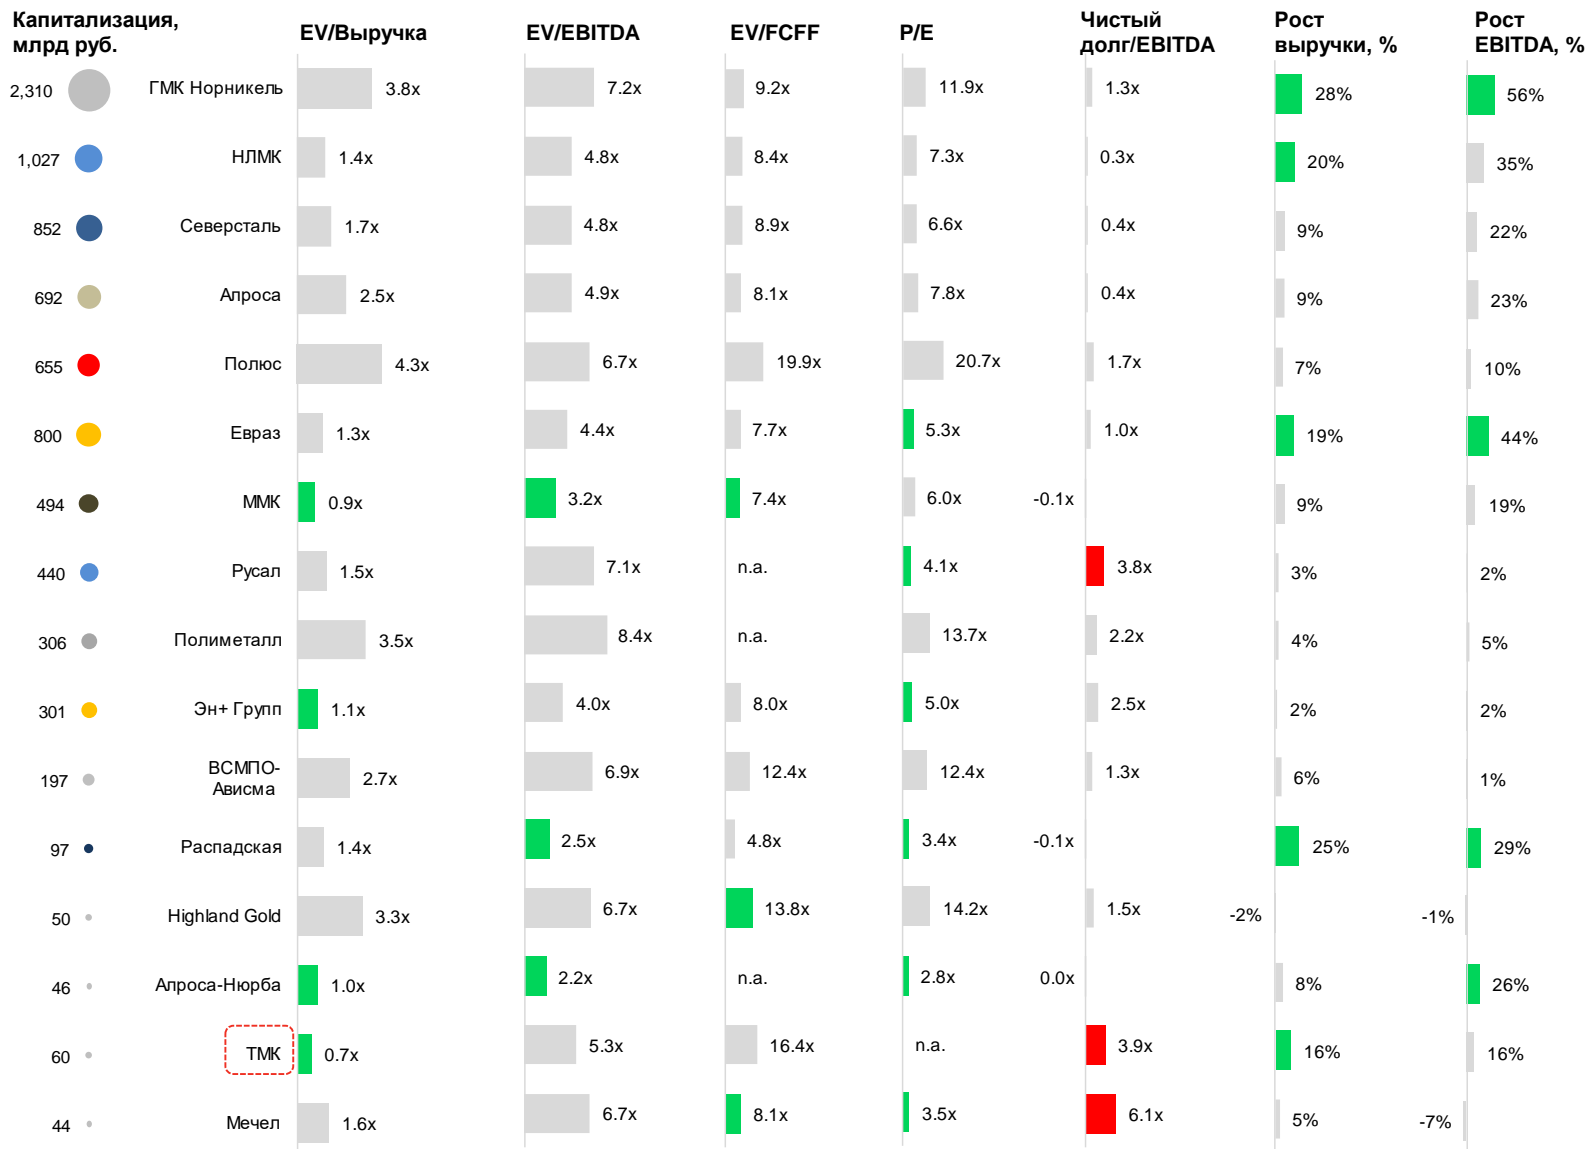 Капитализация, млрд руб. EV/Выручка EV/EBITDA EV/FCFF P/E Чистый долг/EBITDA Рост выручки, % Рост EBITDA, %
2,310 ГМК Норникель 3.8x 7.2x 9.2x 11.9x 1.3x 28% 56%
1,027 НЛМК 1.4x 4.8x 8.4x 7.3x 0.3x 20% 35%
852 Северсталь 1.7x 4.8x 8.9x 6.6x 0.4x 9% 22%
692 Алроса 2.5x 4.9x 8.1x 7.8x 0.4x 9% 23%
655 Полюс 4.3x 6.7x 19.9x 20.7x 1.7x 7% 10%
800 Евраз 1.3x 4.4x 7.7x 5.3x 1.0x 19% 44%
494 ММК 0.9x 3.2x 7.4x 6.0x -0.1x 9% 19%
440 Русал 1.5x 7.1x n.a. 4.1x 3.8x 3% 2%
306 Полиметалл 3.5x 8.4x n.a. 13.7x 2.2x 4% 5%
301 Эн+ Групп 1.1x 4.0x 8.0x 5.0x 2.5x 2% 2%
197 ВСМПО-Ависма 2.7x 6.9x 12.4x 12.4x 1.3x 6% 1%
97 Распадская 1.4x 2.5x 4.8x 3.4x -0.1x 25% 29%
50 Highland Gold 3.3x 6.7x 13.8x 14.2x 1.5x -2% -1%
46 Алроса-Нюрба 1.0x 2.2x n.a. 2.8x 0.0x 8% 26%
60 ТМК 0.7x 5.3x 16.4x n.a. 3.9x 16% 16%
44 Мечел 1.6x 6.7x 8.1x 3.5x 6.1x 5% -7%